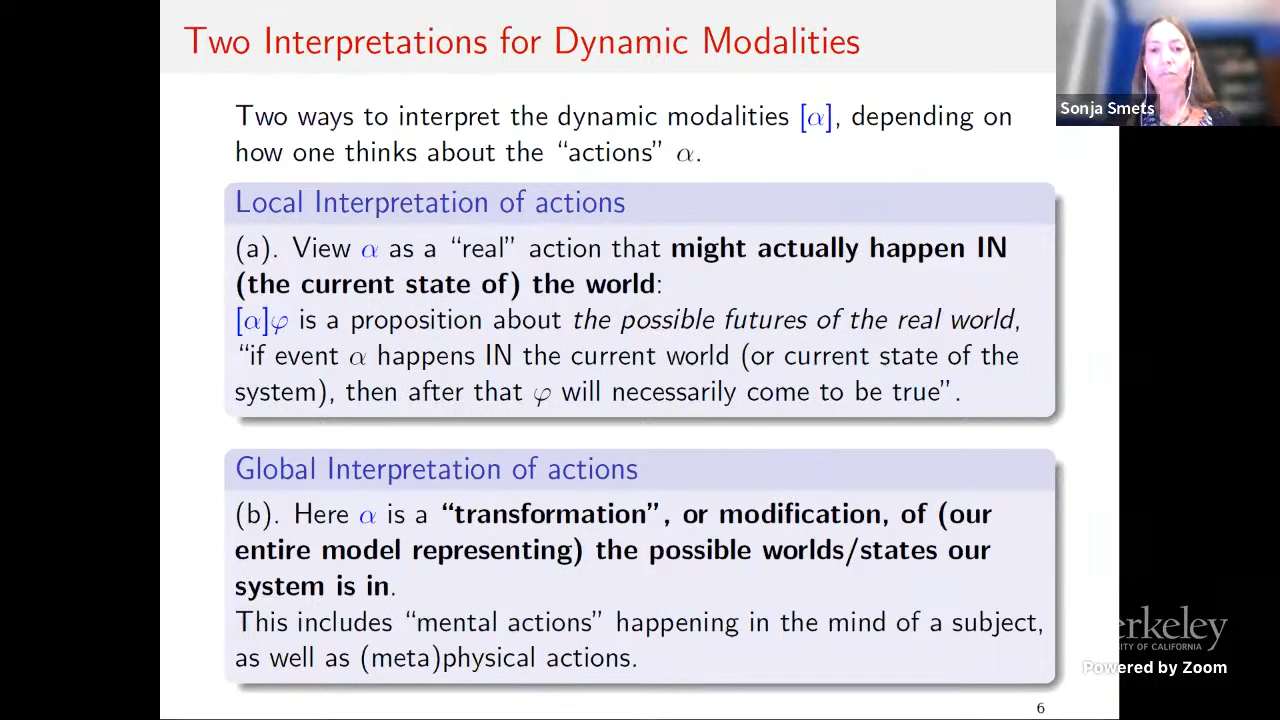 Two Interpretations for Dynamic Modalities
Sonja Smets
Two ways to interpret the dynamic modalities [α], depending on
how one thinks about the “actions” α.
Local Interpretation of actions
(a). View α as a “real” action that might actually happen IN
(the current state of) the world:
[α]φ is a proposition about the possible futures of the real world,
“if event α happens IN the current world (or current state of the
system), then after that φ will necessarily come to be true”.
Global Interpretation of actions
(b). Here α is a “transformation”, or modification, of (our
entire model representing) the possible worlds/states our
system is in.
This includes “mental actions” happening in the mind of a subject,
as well as (meta)physical actions.
erkeley
TY OF CALIFORNIA
Powered by Zoom
6